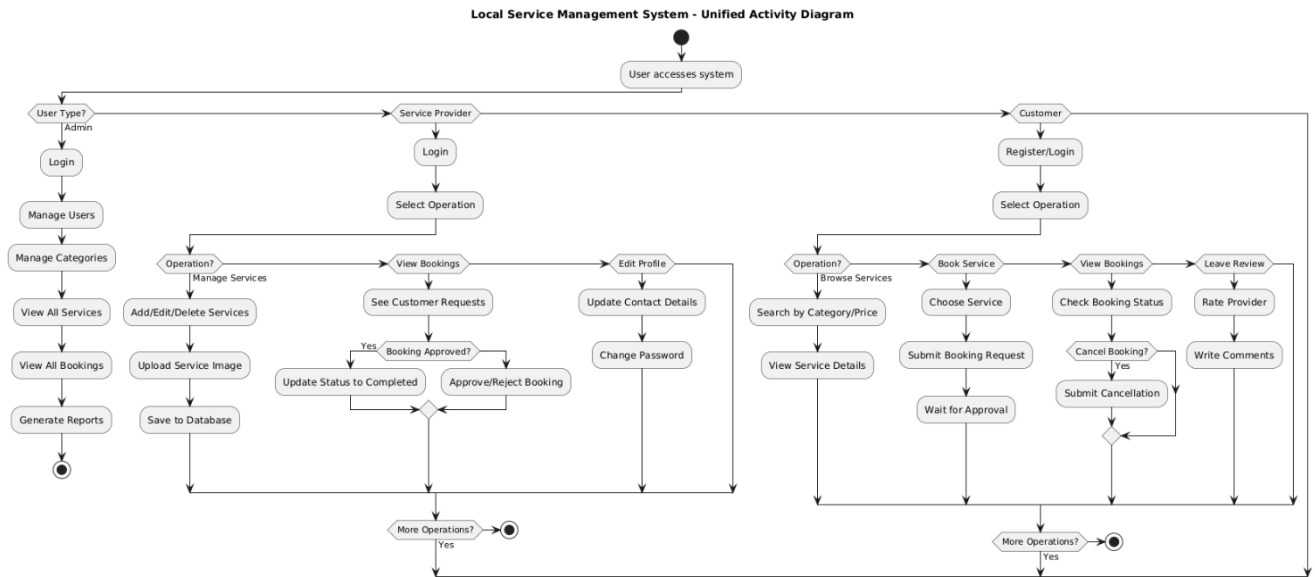 Local Service Management System - Unified Activity Diagram
User accesses system
User Type?
Admin
Login
Manage Users
Manage Categories
View All Services
View All Bookings
Generate Reports
Service Provider
Login
Select Operation
Operation?
Manage Services
Add/Edit/Delete Services
Upload Service Image
Save to Database
View Bookings
See Customer Requests
Booking Approved?
Yes
Update Status to Completed
Approve/Reject Booking
Edit Profile
Update Contact Details
Change Password
More Operations?
Yes
Customer
Register/Login
Select Operation
Operation?
Browse Services
Search by Category/Price
View Service Details
Book Service
Choose Service
Submit Booking Request
Wait for Approval
View Bookings
Check Booking Status
Cancel Booking?
Yes
Submit Cancellation
Leave Review
Rate Provider
Write Comments
More Operations?
Yes